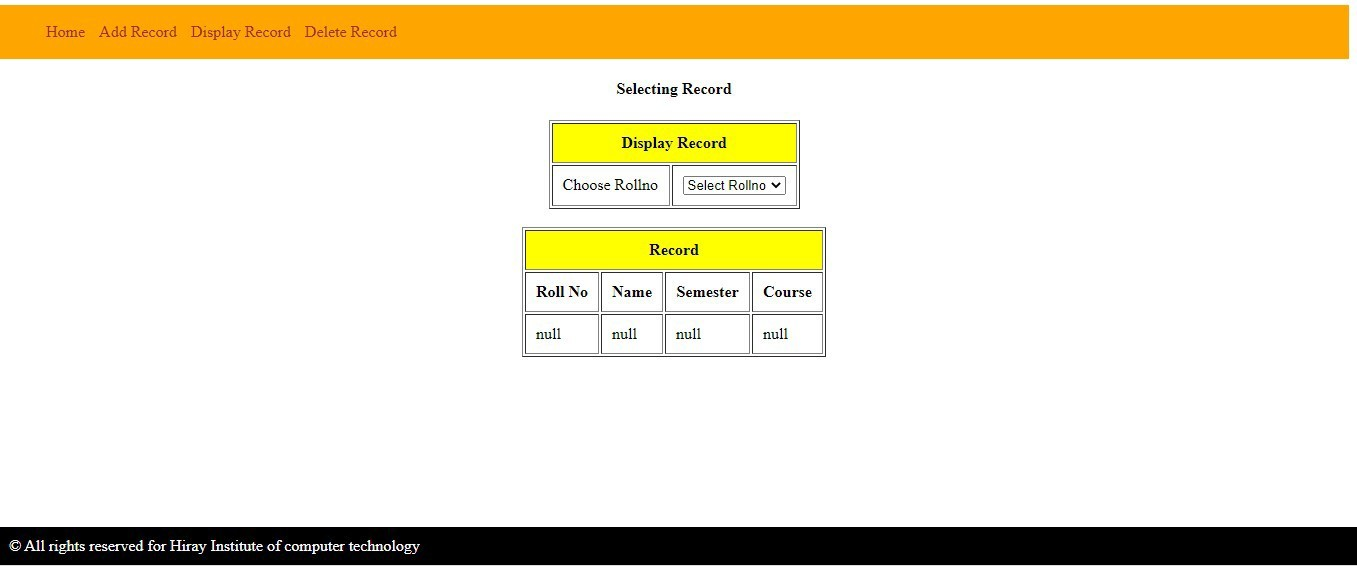 Home Add Record Display Record Delete Record
Selecting Record
Display Record
Choose Rollno Select Rollno
Record
Roll No Name Semester Course
null null null null
© All rights reserved for Hiray Institute of computer technology